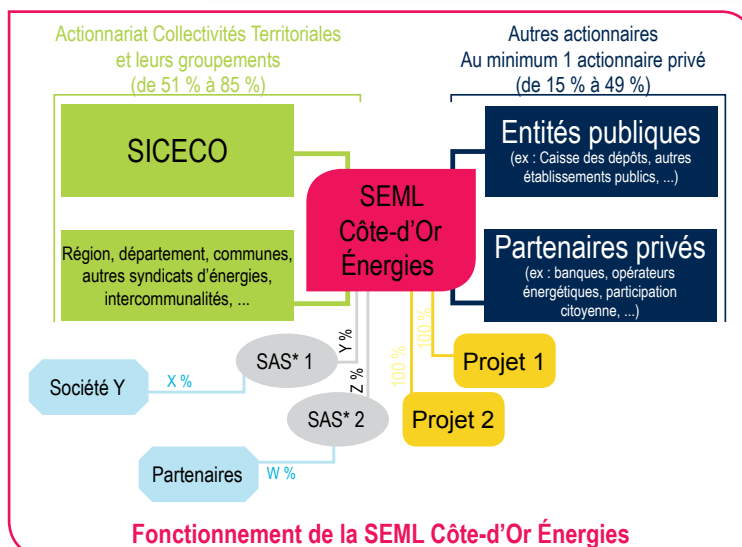 Actionnariat Collectivités Territoriales
et leurs groupements
(de 51 % à 85 %)
Autres actionnaires
Au minimum 1 actionnaire privé
(de 15 % à 49 %)
SICECO
Région, département, communes,
autres syndicats d'énergies,
intercommunalités, ...
SEML
Côte-d'Or
Énergies
Entités publiques
(ex : Caisse des dépôts, autres
établissements publics, ...)
Partenaires privés
(ex : banques, opérateurs
énergétiques, participation
citoyenne, ...)
Société Y
X %
SAS* 1
Y %
Partenaires
W %
SAS* 2
Z %
100 %
Projet 2
100 %
Projet 1
Fonctionnement de la SEML Côte-d'Or Énergies